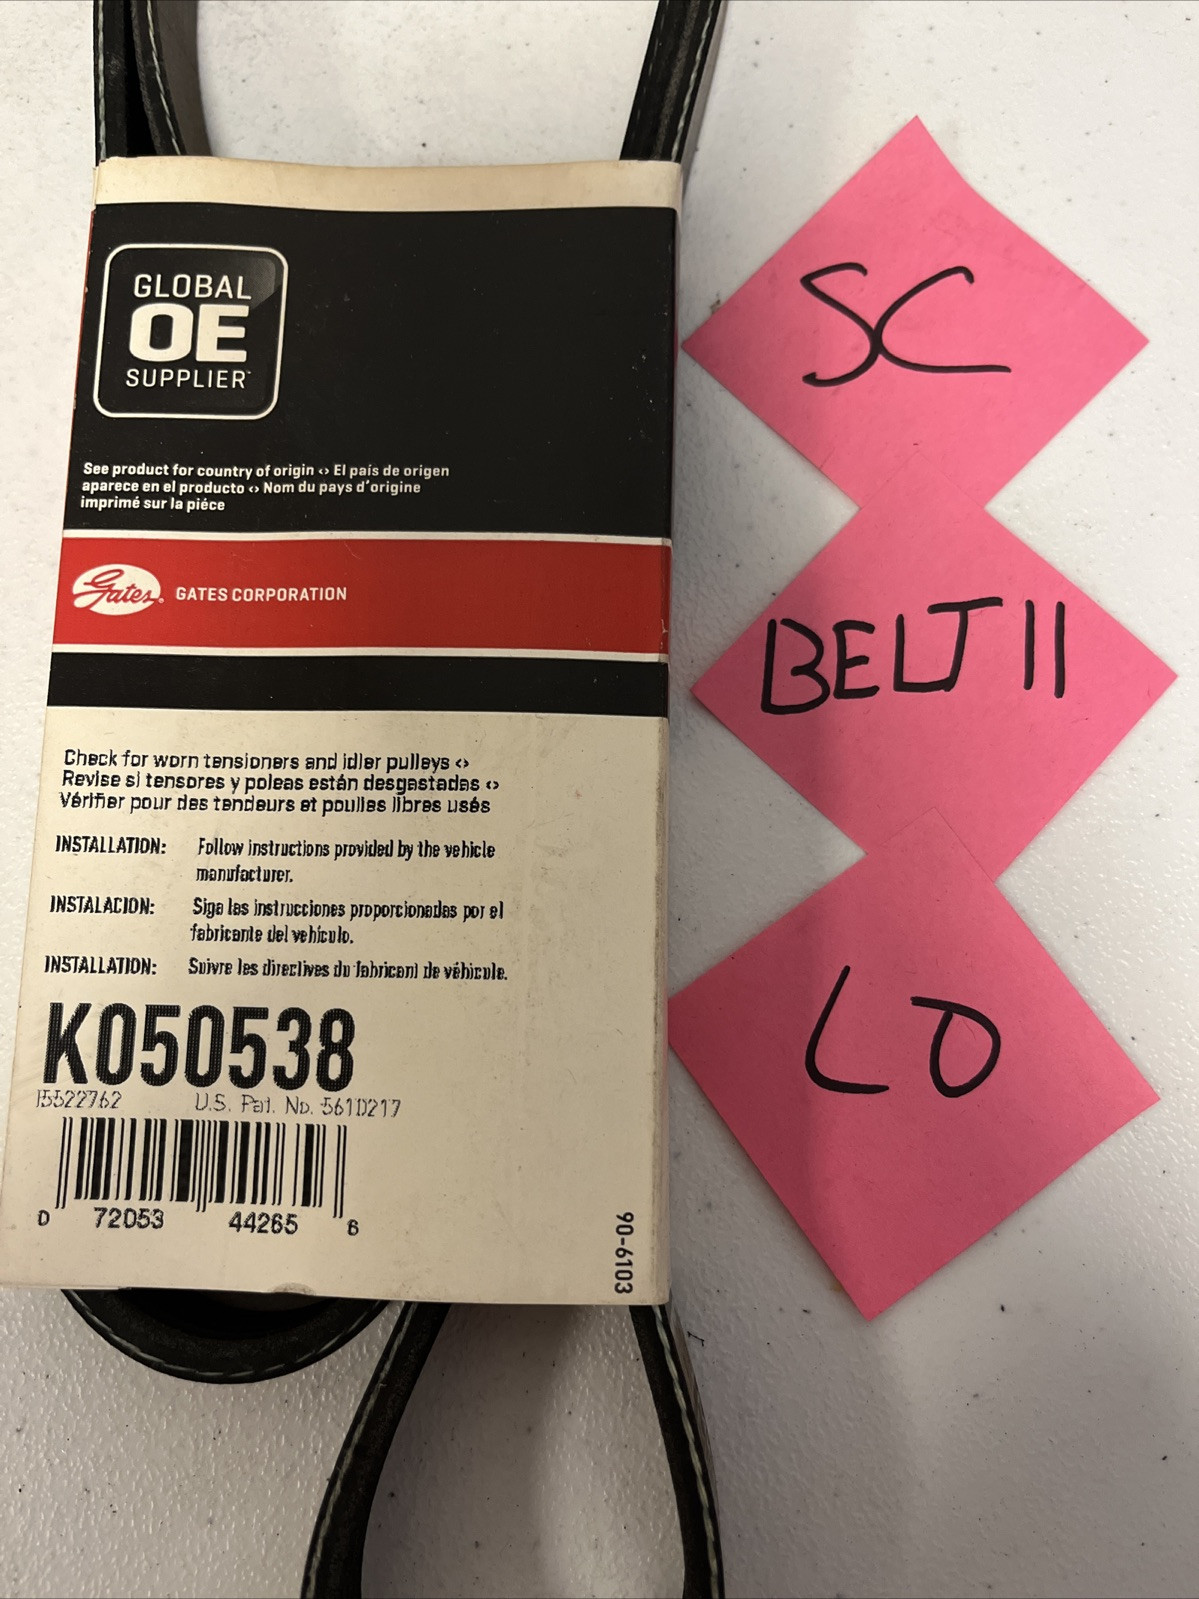 GLOBAL
OE
SUPPLIER™
See product for country of origin <> El país de origen
aparece en el producto <> Nom du pays d'origine
imprimé sur la piéce
Gates® GATES CORPORATION
Check for worn tensioners and idler pulleys <>
Revise si tensores y poleas están desgastadas <>
Vérifier pour des tendeurs et poulies libres usés
INSTALLATION: Follow instructions provided by the vehicle
manufacturer.
INSTALACION: Siga las instrucciones proporcionadas por el
fabricante del vehículo.
INSTALLATION: Suivre les directives du fabricant de véhicule.
K050538
15522762 U.S. Pat. No. 5610217
0 72053 44265 6
90-6103
SC
BELT 11
LO